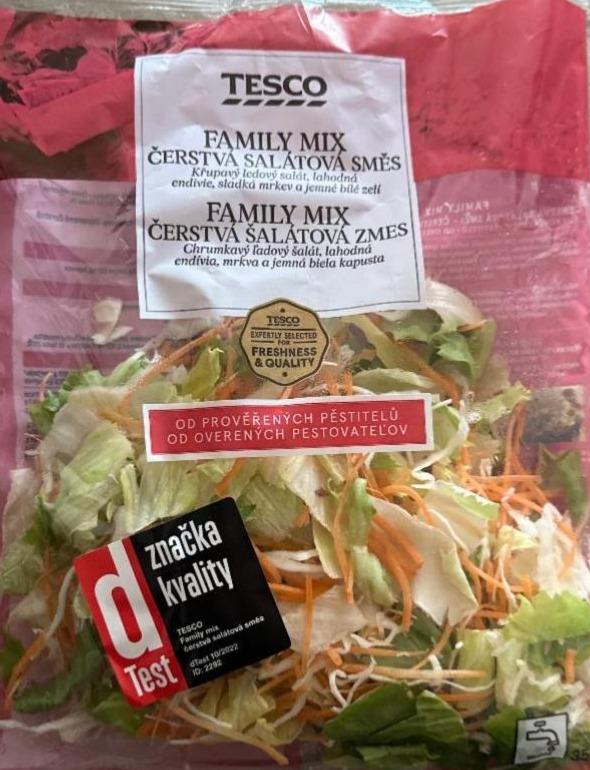 TESCO
FAMILY MIX
ČERSTVÁ SALÁTOVÁ SMĚS
Křupavý ledový salát, lahodná
endivie, sladká mrkev a jemné bílé zelí
FAMILY MIX
ČERSTVÁ ŠALÁTOVÁ ZMES
Chrumkavý ľadový šalát, lahodná
endívia, mrkva a jemná biela kapusta
TESCO
EXPERTLY SELECTED
FOR
FRESHNESS
& QUALITY
OD PROVĚŘENÝCH PĚSTITELŮ
OD OVERENÝCH PESTOVATEĽOV
značka
kvality
d
Test
TESCO
Family mix
čerstvá salátová směs
dTest 10/2022
ID: 2292